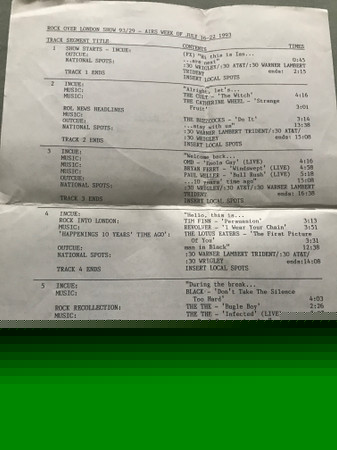 ROCK OVER LONDON SHOW 93/29 - AIRS WEEK OF JULY 16-22 1993
TRACK SEGMENT TITLE CONTENTS TIMES
1 SHOW STARTS - INCUE: (FX) "Hi this is
OUTCUE: ...are next" 0:45
NATIONAL SPOTS: :30 WRIGLEY/:30 AT&T/:30 WARNER LAMBERT
TRIDENT ends: 2:15
TRACK 1 ENDS INSERT LOCAL SPOTS
2 INCUE: "Alright, let's...
MUSIC: THE CULT - 'The Witch' 4:16
MUSIC: THE CATHERINE WHEEL - 'Strange
Fruit' 3:01
ROL NEWS HEADLINES
MUSIC: THE BUZZCOCKS - 'Do It' 3:16
OUTCUE: ...stay with us" 13:38
NATIONAL SPOTS: :30 WARNER LAMBERT TRIDENT/:30 AT&T/
:30 WRIGLEY ends: 15:08
TRACK 2 ENDS INSERT LOCAL SPOTS
3 INCUE: "Welcome back...
MUSIC: OMD - 'Enola Gay' (LIVE) 4:16
MUSIC: BRYAN FERRY - 'Windswept' (LIVE) 4:58
MUSIC: PAUL WELLER - 'Bull Rush' (LIVE) 5:18
OUTCUE: ...10 years' time ago" 15:08
NATIONAL SPOTS: :30 WRIGLEY/:30 AT&T/:30 WARNER LAMBERT
TRIDENT ends: 16:38
TRACK 3 ENDS INSERT LOCAL SPOTS
4 INCUE: "Hello, this is...
ROCK INTO LONDON: TIM FINN - 'Persuasion' 3:13
MUSIC: REVOLVER - 'I Wear Your Chain' 3:51
'HAPPENINGS 10 YEARS' TIME AGO': THE LOTUS EATERS - 'The First Picture
Of You' 3:31
OUTCUE: men in Black" 12:38
NATIONAL SPOTS: :30 WARNER LAMBERT TRIDENT/:30 AT&T/
:30 WRIGLEY ends: 14:08
TRACK 4 ENDS INSERT LOCAL SPOTS
5 INCUE: "During the break...
MUSIC: BLACK - 'Don't Take The Silence
Too Hard' 4:03
ROCK RECOLLECTION: THE THE - 'Bugle Boy' 2:26
MUSIC: THE THE - 'Infected' (LIVE)